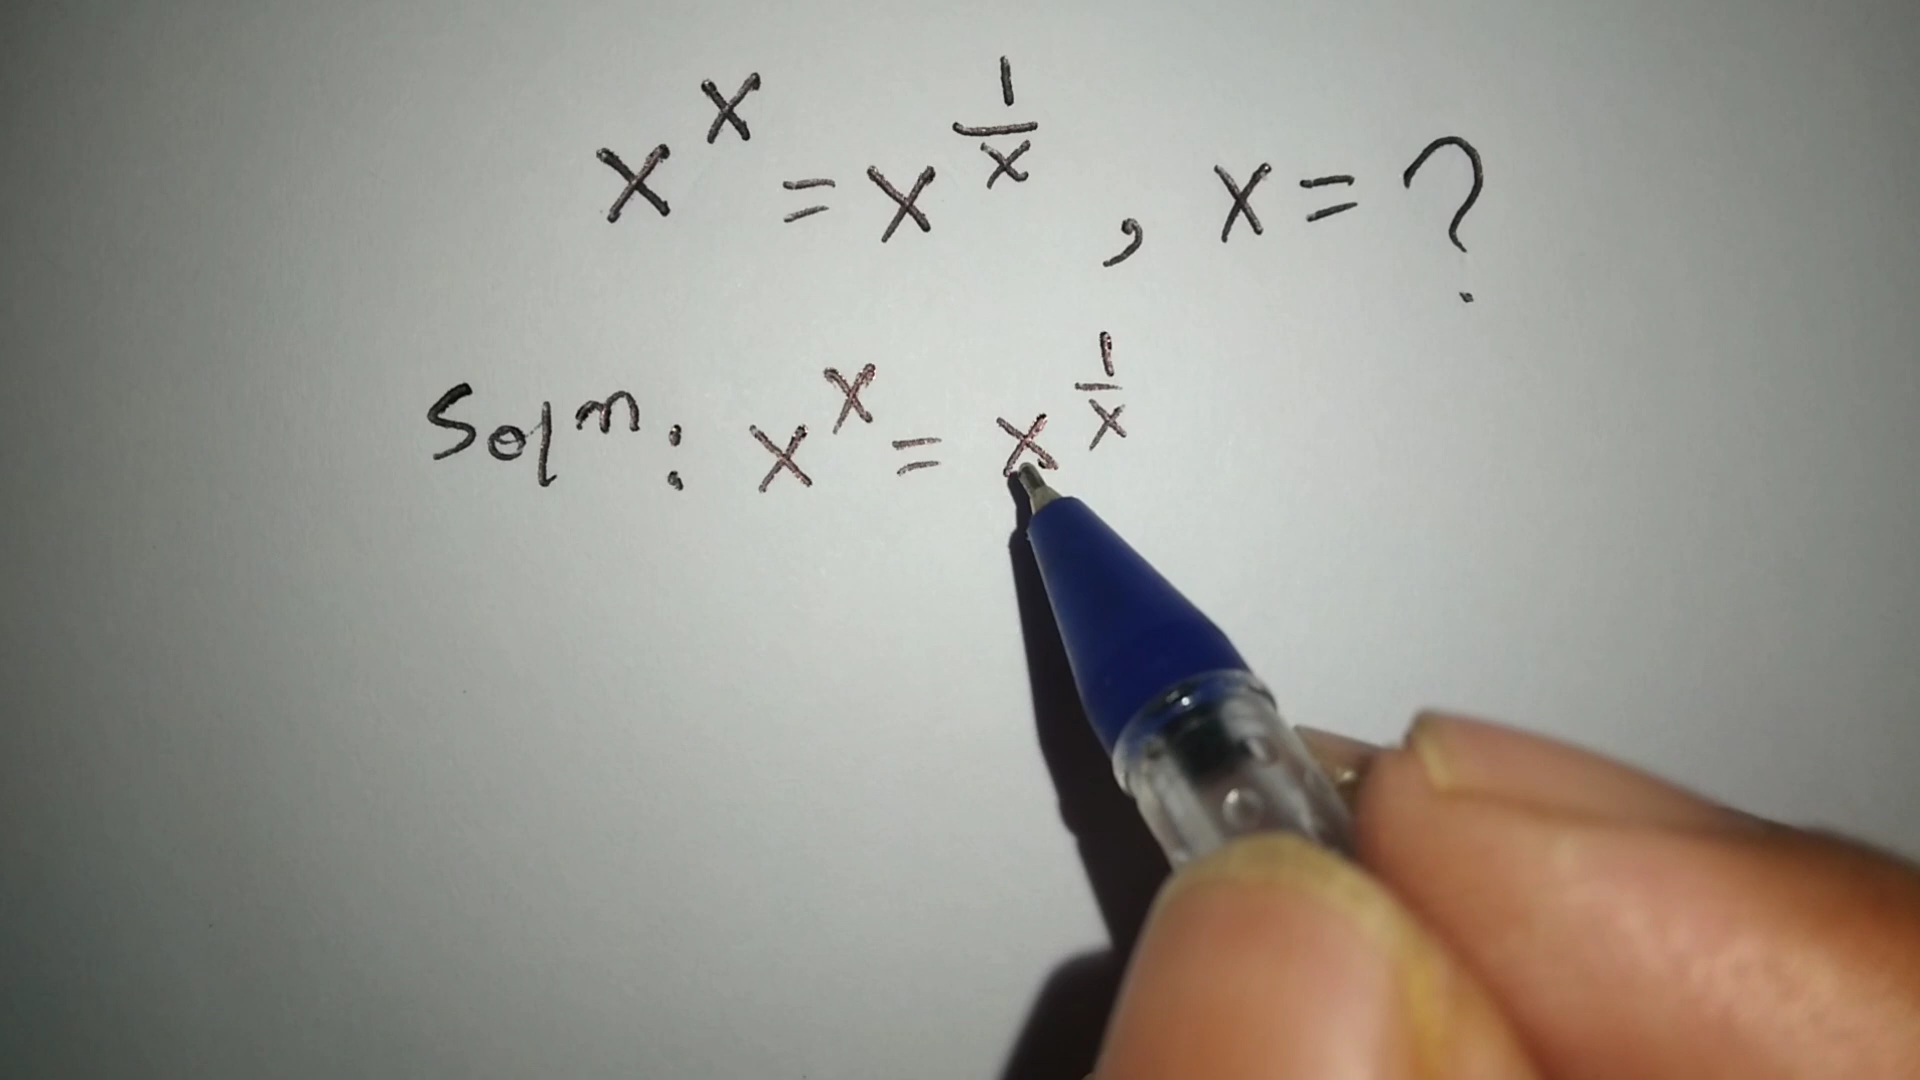 x^x = x^(1/x) , x = ?
Solⁿ: x^x = x^(1/x)